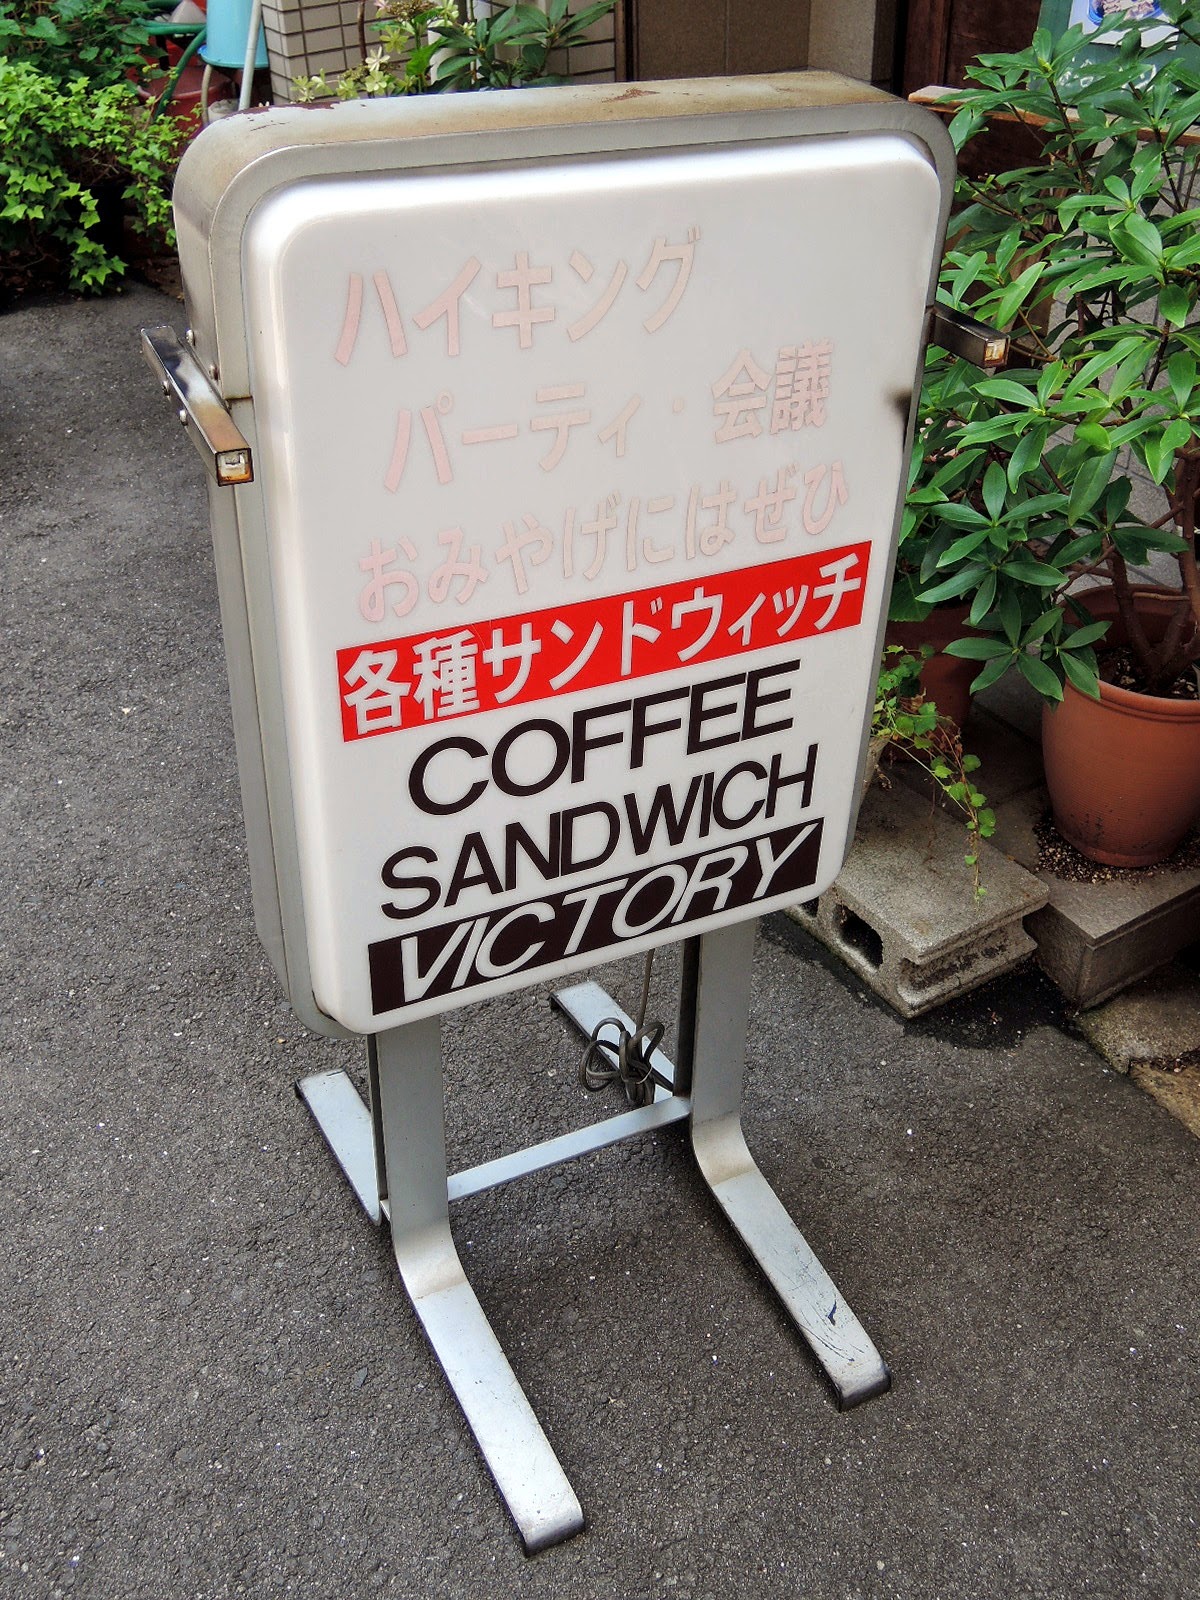 ハイキング
パーティ・会議
おみやげにはぜひ
各種サンドウィッチ
COFFEE
SANDWICH
VICTORY